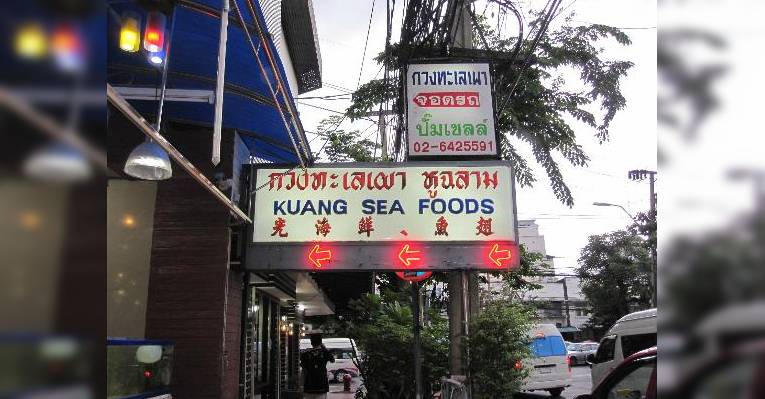 กวงทะเลเผา
จอดรถ
ปั๊มเชลล์
02-6425591
กวงทะเลเผา หูฉลาม
KUANG SEA FOODS
光海鮮、魚翅